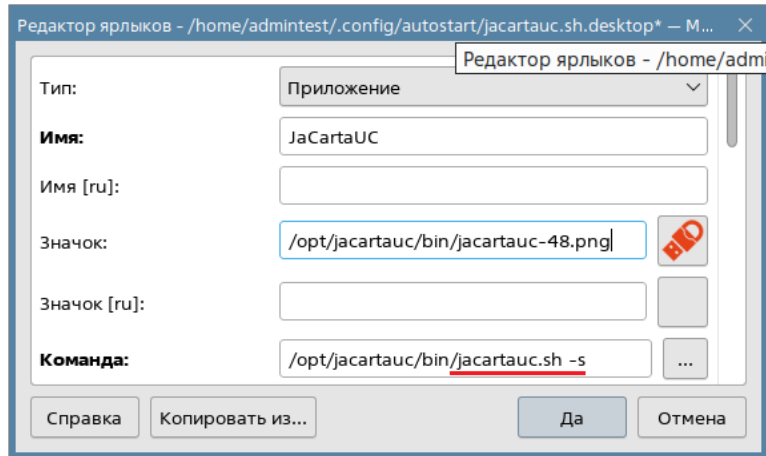 Редактор ярлыков - /home/admintest/.config/autostart/jacartauc.sh.desktop* — М...
Редактор ярлыков - /home/admi
Тип:
Приложение
Имя:
JaCartaUC
Имя [ru]:
Значок:
/opt/jacartauc/bin/jacartauc-48.png
Значок [ru]:
Команда:
/opt/jacartauc/bin/jacartauc.sh -s
...
Справка
Копировать из...
Да
Отмена